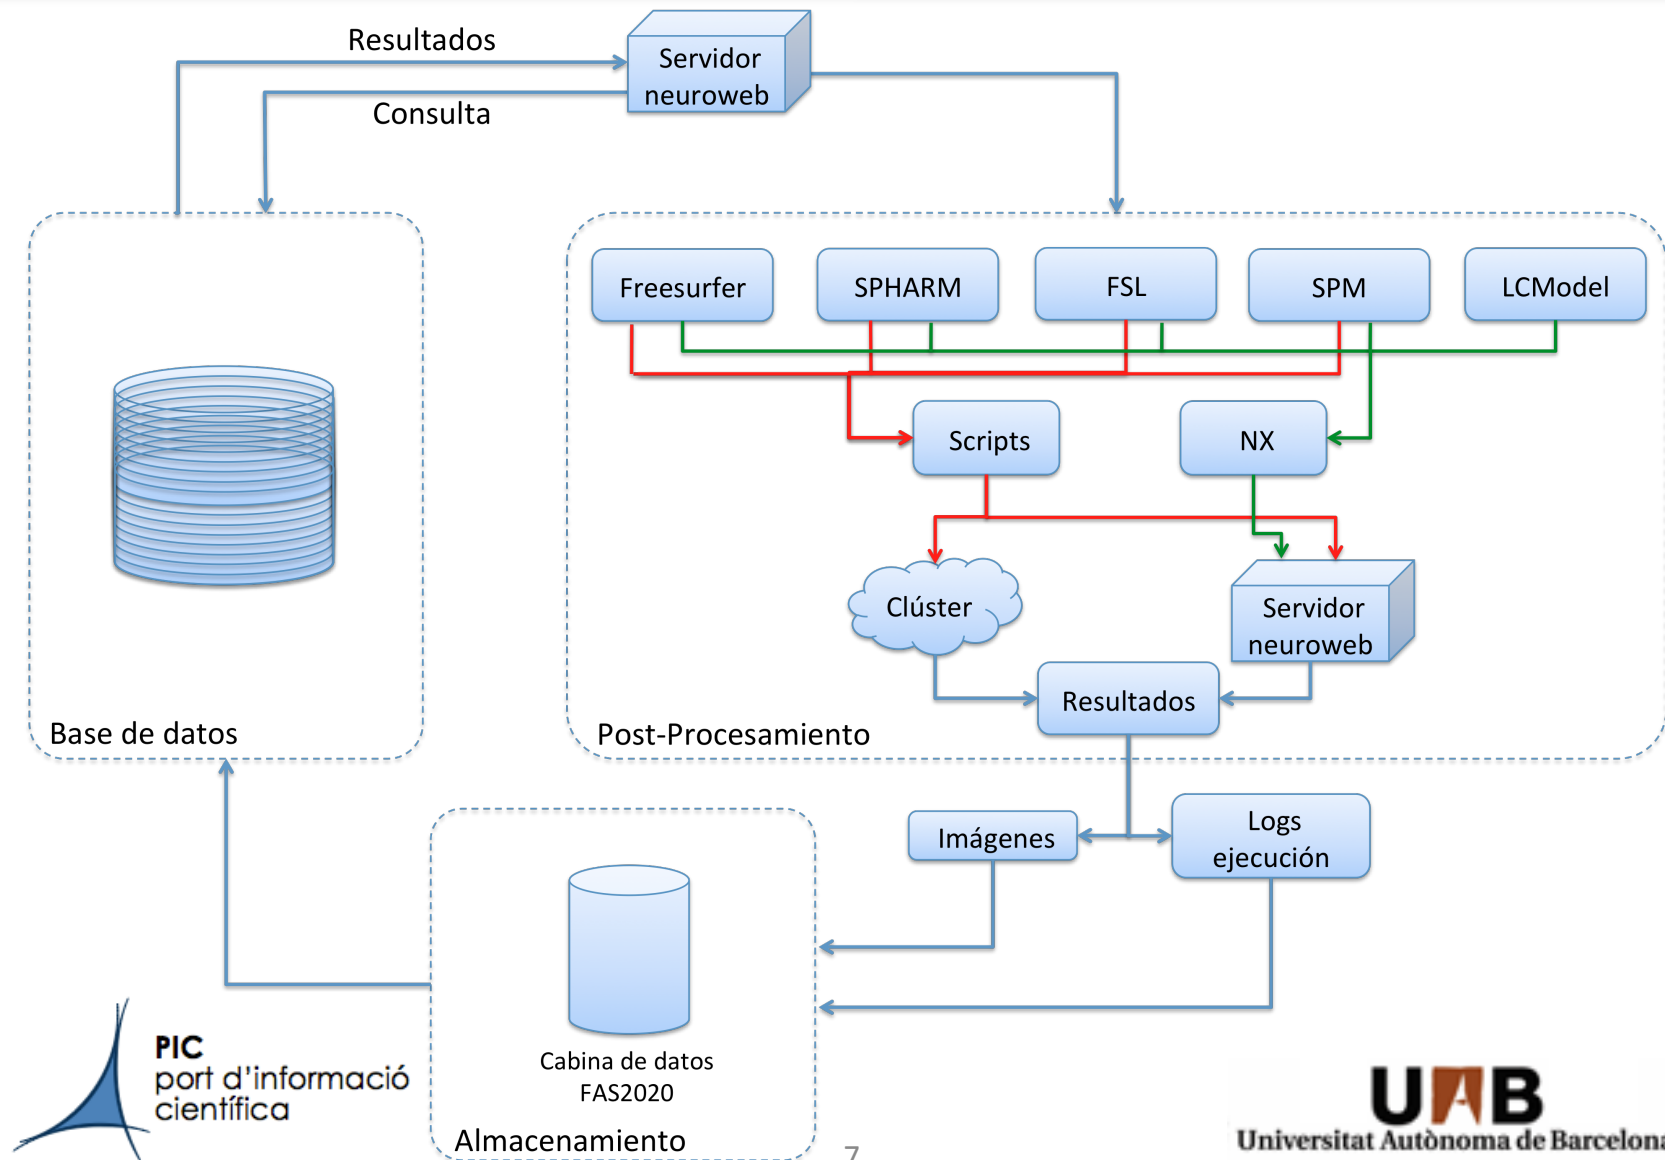 Resultados
Servidor
neuroweb
Consulta
Freesurfer
SPHARM
FSL
SPM
LCModel
Scripts
NX
Clúster
Servidor
neuroweb
Resultados
Base de datos
Post-Procesamiento
Imágenes
Logs
ejecución
Cabina de datos
FAS2020
Almacenamiento
PIC
port d'informació
científica
7
UAB
Universitat Autònoma de Barcelona